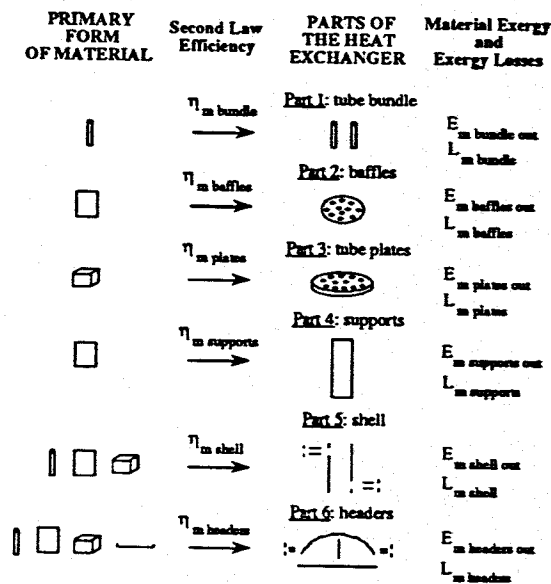 PRIMARY FORM OF MATERIAL
Second Law Efficiency
PARTS OF THE HEAT EXCHANGER
Material Exergy and Exergy Losses
η m bundle
Part 1: tube bundle
E m bundle out
L m bundle
η m baffles
Part 2: baffles
E m baffles out
L m baffles
η m plates
Part 3: tube plates
E m plates out
L m plates
η m supports
Part 4: supports
E m supports out
L m supports
η m shell
Part 5: shell
E m shell out
L m shell
η m headers
Part 6: headers
E m headers out
L m headers